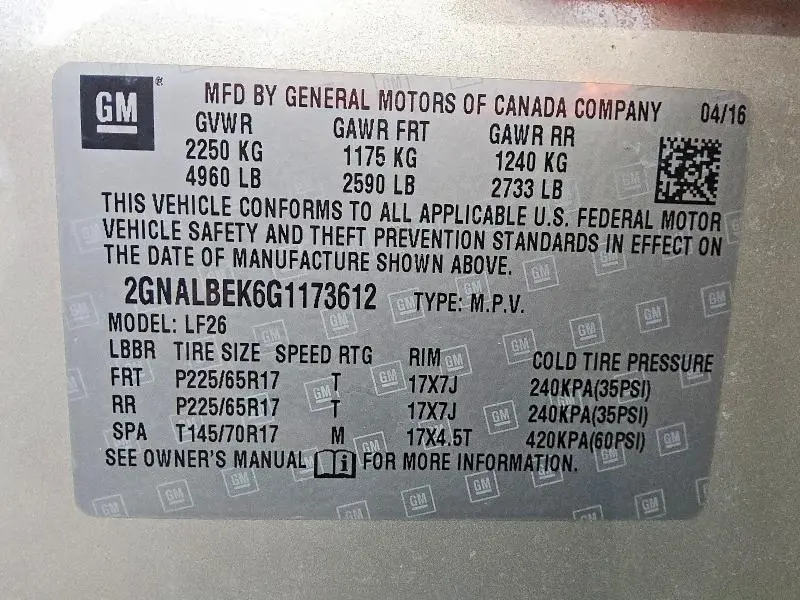 GM ® MFD BY GENERAL MOTORS OF CANADA COMPANY 04/16
GVWR GAWR FRT GAWR RR
2250 KG 1175 KG 1240 KG
4960 LB 2590 LB 2733 LB
THIS VEHICLE CONFORMS TO ALL APPLICABLE U.S. FEDERAL MOTOR
VEHICLE SAFETY AND THEFT PREVENTION STANDARDS IN EFFECT ON
THE DATE OF MANUFACTURE SHOWN ABOVE.
2GNALBEK6G1173612 TYPE: M.P.V.
MODEL: LF26
LBBR TIRE SIZE SPEED RTG RIM COLD TIRE PRESSURE
FRT P225/65R17 T 17X7J 240KPA(35PSI)
RR P225/65R17 T 17X7J 240KPA(35PSI)
SPA T145/70R17 M 17X4.5T 420KPA(60PSI)
SEE OWNER'S MANUAL i FOR MORE INFORMATION.